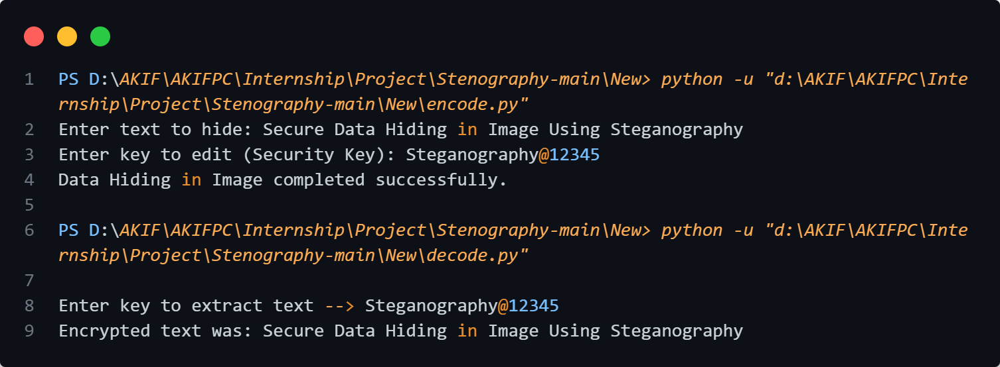 1 PS D:\AKIF\AKIFPC\Internship\Project\Stenography-main\New> python -u "d:\AKIF\AKIFPC\Inte
rnship\Project\Stenography-main\New\encode.py"
2 Enter text to hide: Secure Data Hiding in Image Using Steganography
3 Enter key to edit (Security Key): Steganography@12345
4 Data Hiding in Image completed successfully.
5
6 PS D:\AKIF\AKIFPC\Internship\Project\Stenography-main\New> python -u "d:\AKIF\AKIFPC\Inte
rnship\Project\Stenography-main\New\decode.py"
7
8 Enter key to extract text --> Steganography@12345
9 Encrypted text was: Secure Data Hiding in Image Using Steganography